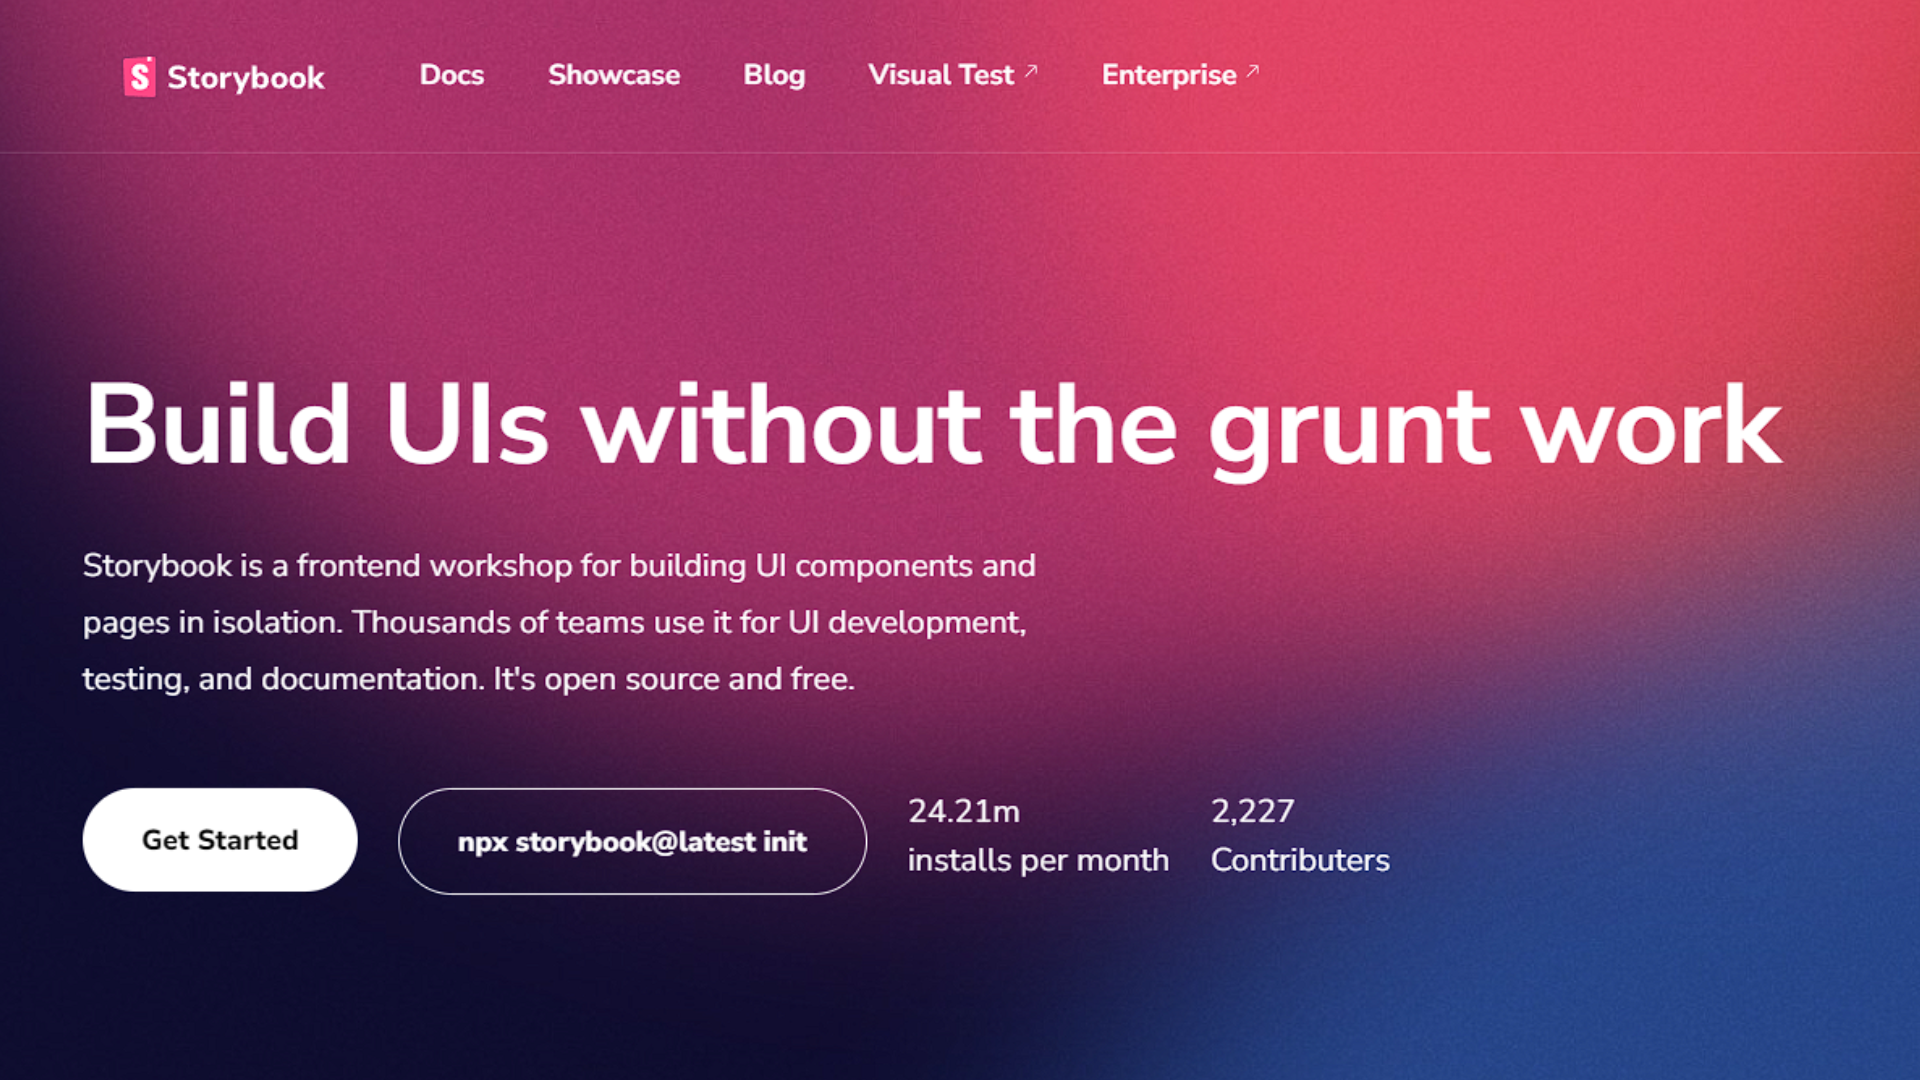 Storybook
Docs
Showcase
Blog
Visual Test
Enterprise
Build UIs without the grunt work
Storybook is a frontend workshop for building UI components and
pages in isolation. Thousands of teams use it for UI development,
testing, and documentation. It's open source and free.
Get Started
npx storybook@latest init
24.21m
installs per month
2,227
Contributers